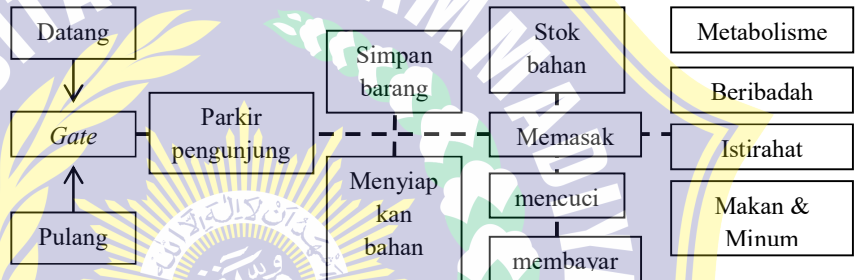 Datang
Gate
Pulang
Parkir
pengunjung
Simpan
barang
Menyiap
kan
bahan
Stok
bahan
Memasak
mencuci
membayar
Metabolisme
Beribadah
Istirahat
Makan &
Minum